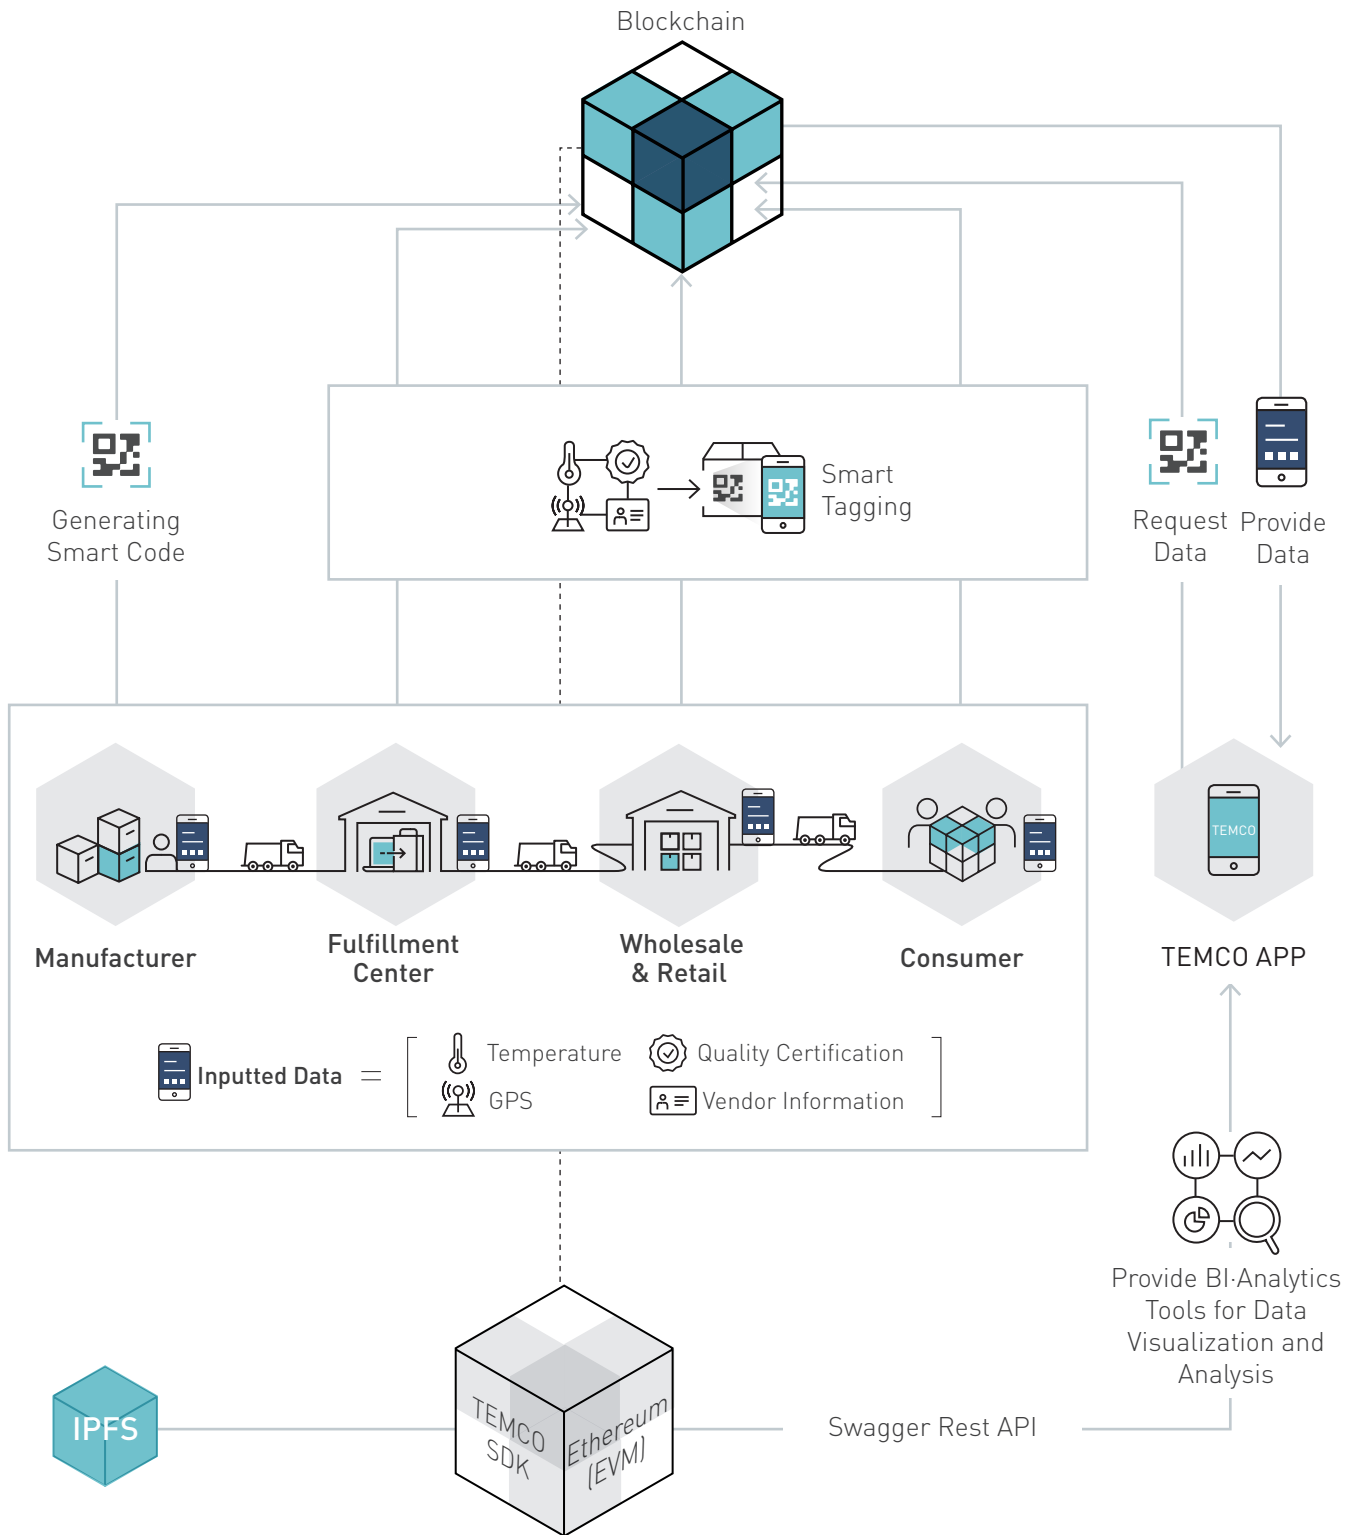 Blockchain
Generating
Smart Code
Smart
Tagging
Request
Data
Provide
Data
TEMCO
Manufacturer
Fulfillment
Center
Wholesale
& Retail
Consumer
TEMCO APP
Inputted Data =
Temperature
Quality Certification
GPS
Vendor Information
Provide BI·Analytics
Tools for Data
Visualization and
Analysis
IPFS
TEMCO
SDK
Ethereum
(EVM)
Swagger Rest API